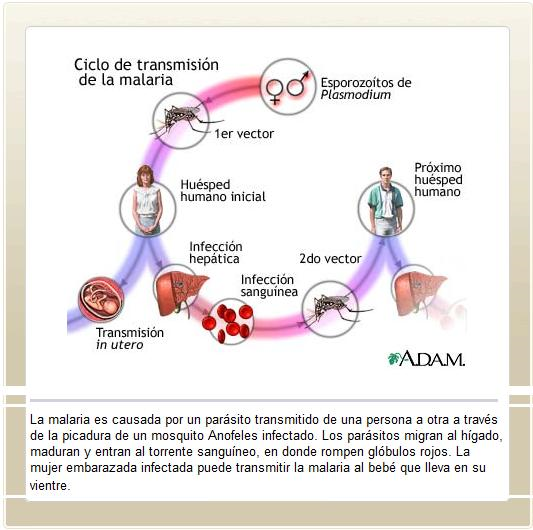 Ciclo de transmisión
de la malaria
Esporozoítos de
Plasmodium
1er vector
Huésped
humano inicial
Próximo
huésped
humano
Infección
hepática
2do vector
Infección
sanguínea
Transmisión
in utero
A.D.A.M.
La malaria es causada por un parásito transmitido de una persona a otra a través
de la picadura de un mosquito Anofeles infectado. Los parásitos migran al hígado,
maduran y entran al torrente sanguíneo, en donde rompen glóbulos rojos. La
mujer embarazada infectada puede transmitir la malaria al bebé que lleva en su
vientre.